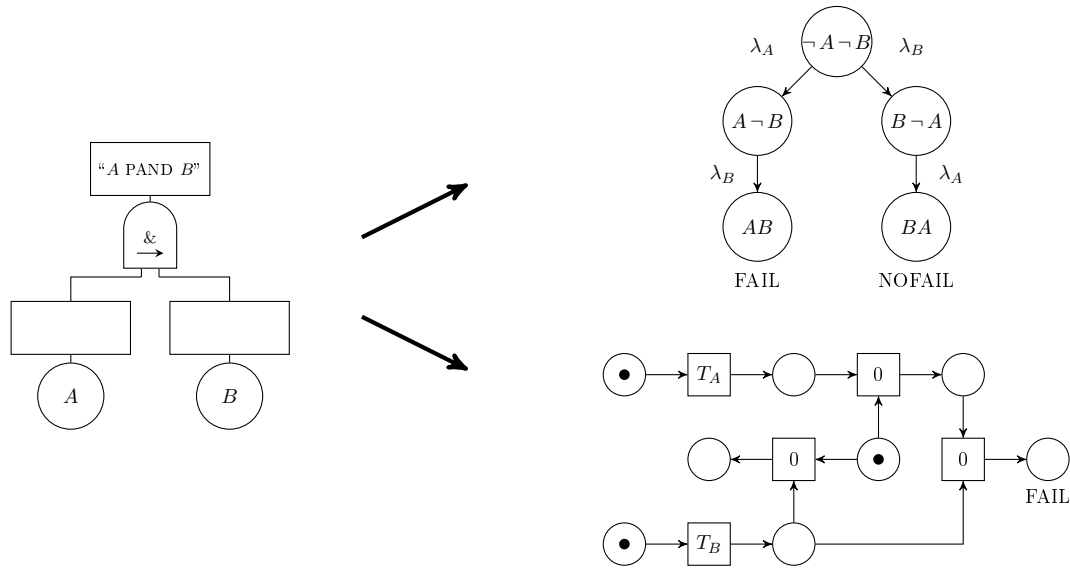 “A PAND B”
&
A
B
¬ A ¬ B
λ_A
λ_B
A ¬ B
B ¬ A
λ_B
λ_A
AB
BA
FAIL
NOFAIL
T_A
0
0
0
FAIL
T_B